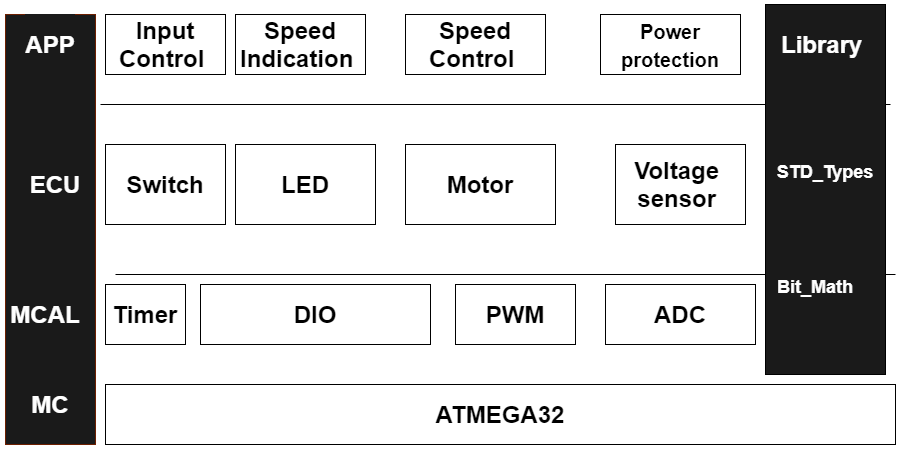 APP
Input
Control
Speed
Indication
Speed
Control
Power
protection
Library
ECU
Switch
LED
Motor
Voltage
sensor
STD_Types
MCAL
Timer
DIO
PWM
ADC
Bit_Math
MC
ATMEGA32